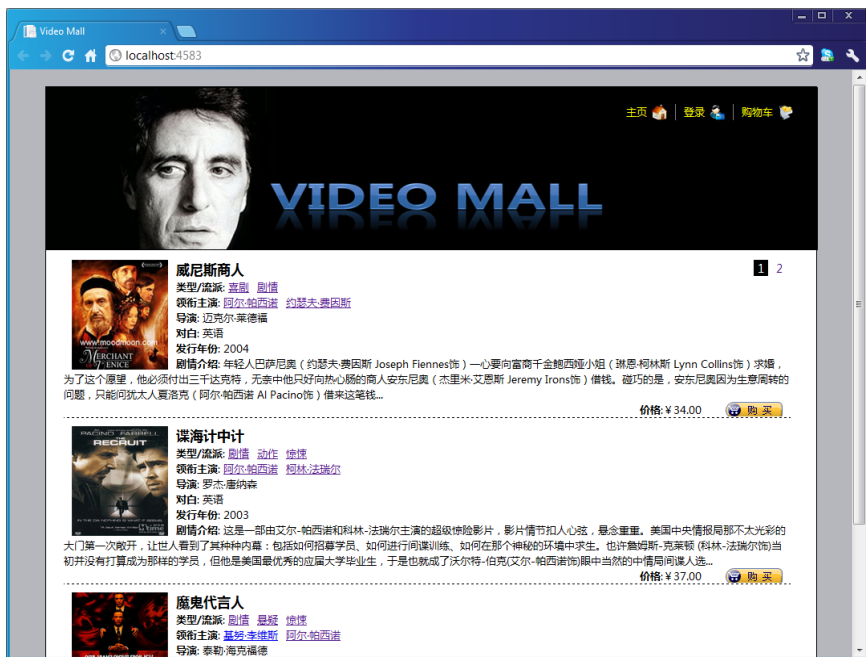 Video Mall
localhost:4583
主页 登录 购物车
VIDEO MALL
1 2
www.moodmoon.com
MERCHANT
OF VENICE
威尼斯商人
类型/流派: 喜剧 剧情
领衔主演: 阿尔·帕西诺 约瑟夫·费因斯
导演: 迈克尔·莱德福
对白: 英语
发行年份: 2004
剧情介绍: 年轻人巴萨尼奥（约瑟夫·费因斯 Joseph Fiennes饰）一心要向富商千金鲍西娅小姐（琳恩·柯林斯 Lynn Collins饰）求婚，
为了这个愿望，他必须付出三千达克特，无奈中他只好向热心肠的商人安东尼奥（杰里米·艾恩斯 Jeremy Irons饰）借钱。碰巧的是，安东尼奥因为生意周转的
问题，只能问犹太人夏洛克（阿尔·帕西诺 Al Pacino饰）借来这笔钱...
价格: ¥ 34.00 购 买
PACINO FARRELL
THE
RECRUIT
谍海计中计
类型/流派: 剧情 动作 惊悚
领衔主演: 阿尔·帕西诺 柯林·法瑞尔
导演: 罗杰·唐纳森
对白: 英语
发行年份: 2003
剧情介绍: 这是一部由艾尔-帕西诺和科林-法瑞尔主演的超级惊险影片，影片情节扣人心弦，悬念重重。美国中央情报局那不太光彩的
大门第一次敞开，让世人看到了其种种内幕：包括如何招募学员、如何进行间谍训练、如何在那个神秘的环境中求生。也许詹姆斯-克莱顿 (科林-法瑞尔饰)当
初并没有打算成为那样的学员，但他是美国最优秀的应届大学毕业生，于是也就成了沃尔特-伯克(艾尔-帕西诺饰)眼中当然的中情局间谍人选...
价格: ¥ 37.00 购 买
魔鬼代言人
类型/流派: 剧情 悬疑 惊悚
领衔主演: 基努·李维斯 阿尔·帕西诺
导演: 泰勒·海克福德